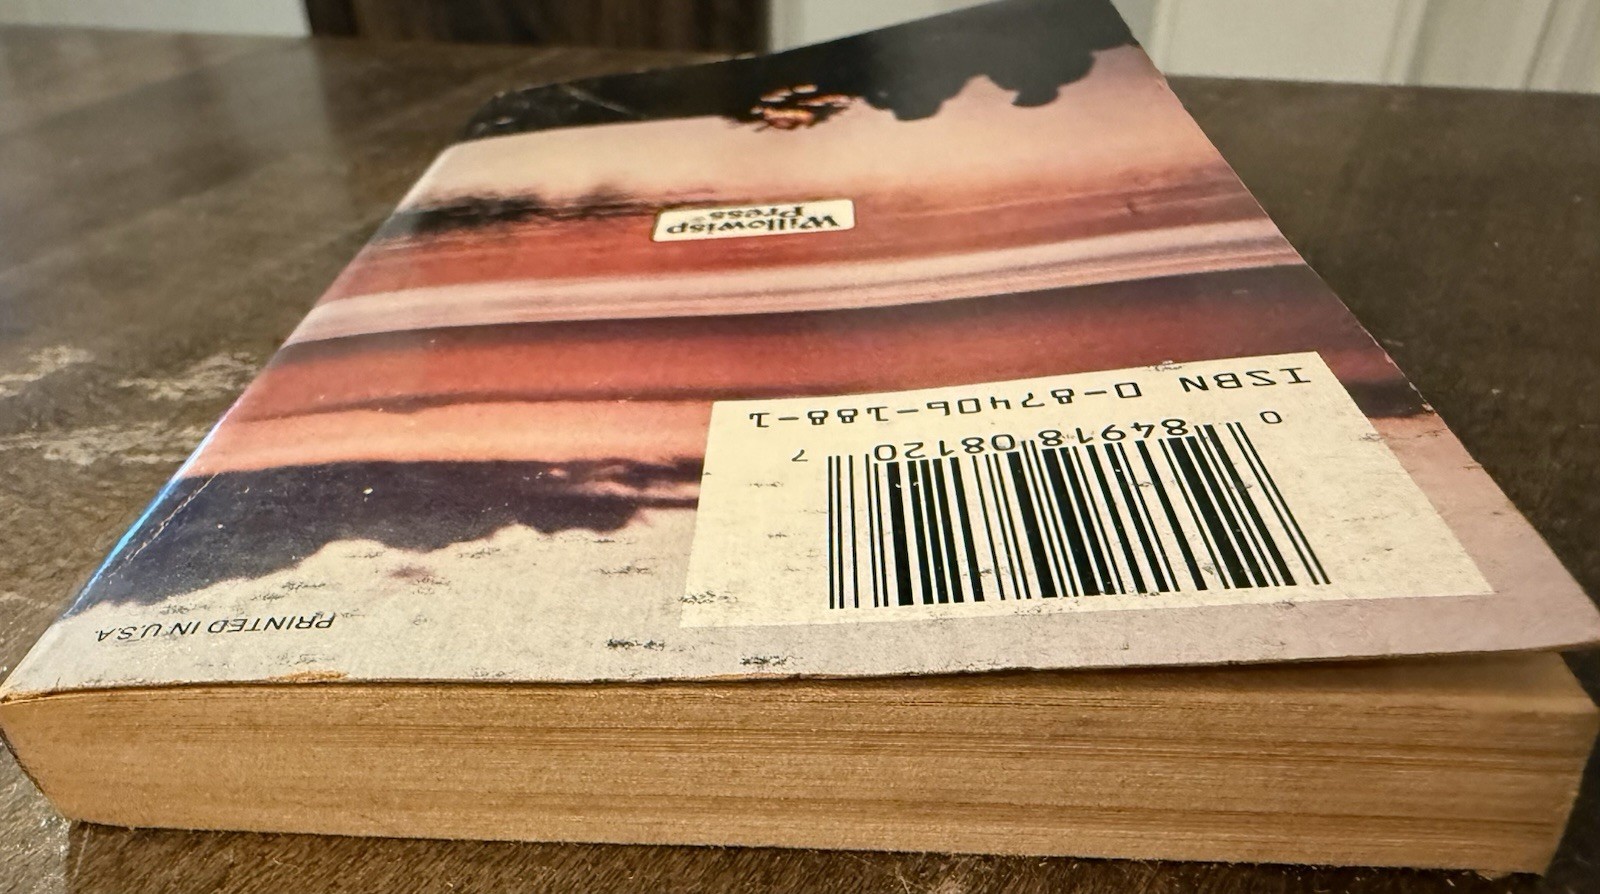 PRINTED IN U.S.A.
0 84918 08120 7
ISBN 0-87406-188-1
Willowisp
Press®